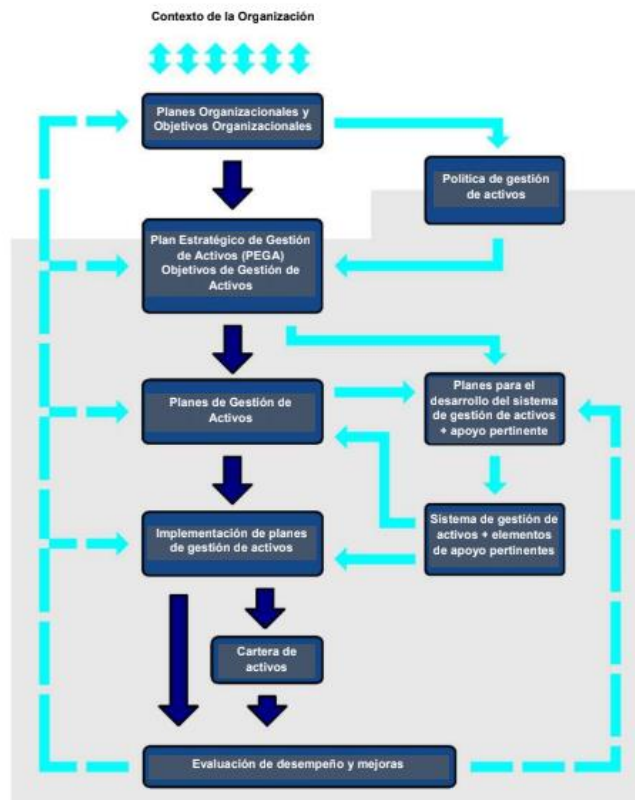 Contexto de la Organización
Planes Organizacionales y
Objetivos Organizacionales
Política de gestión
de activos
Plan Estratégico de Gestión
de Activos (PEGA)
Objetivos de Gestión de
Activos
Planes de Gestión de
Activos
Planes para el
desarrollo del sistema
de gestión de activos
+ apoyo pertinente
Implementación de planes
de gestión de activos
Sistema de gestión de
activos + elementos
de apoyo pertinentes
Cartera de
activos
Evaluación de desempeño y mejoras